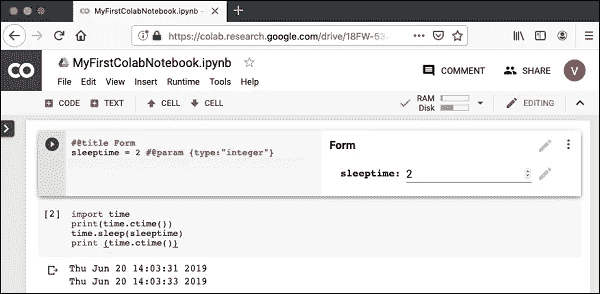 MyFirstColabNotebook.ipynb -
https://colab.research.google.com/drive/18FW-53
CO
MyFirstColabNotebook.ipynb
File Edit View Insert Runtime Tools
COMMENT
SHARE
V
CODE
TEXT
CELL
CELL
RAM
Disk
EDITING
#@title Form
sleeptime = 2 #@param {type:"integer"}
Form
sleeptime: 2
[2]
import time
print(time.ctime())
time.sleep(sleeptime)
print (time.ctime())
Thu Jun 20 14:03:31 2019
Thu Jun 20 14:03:33 2019